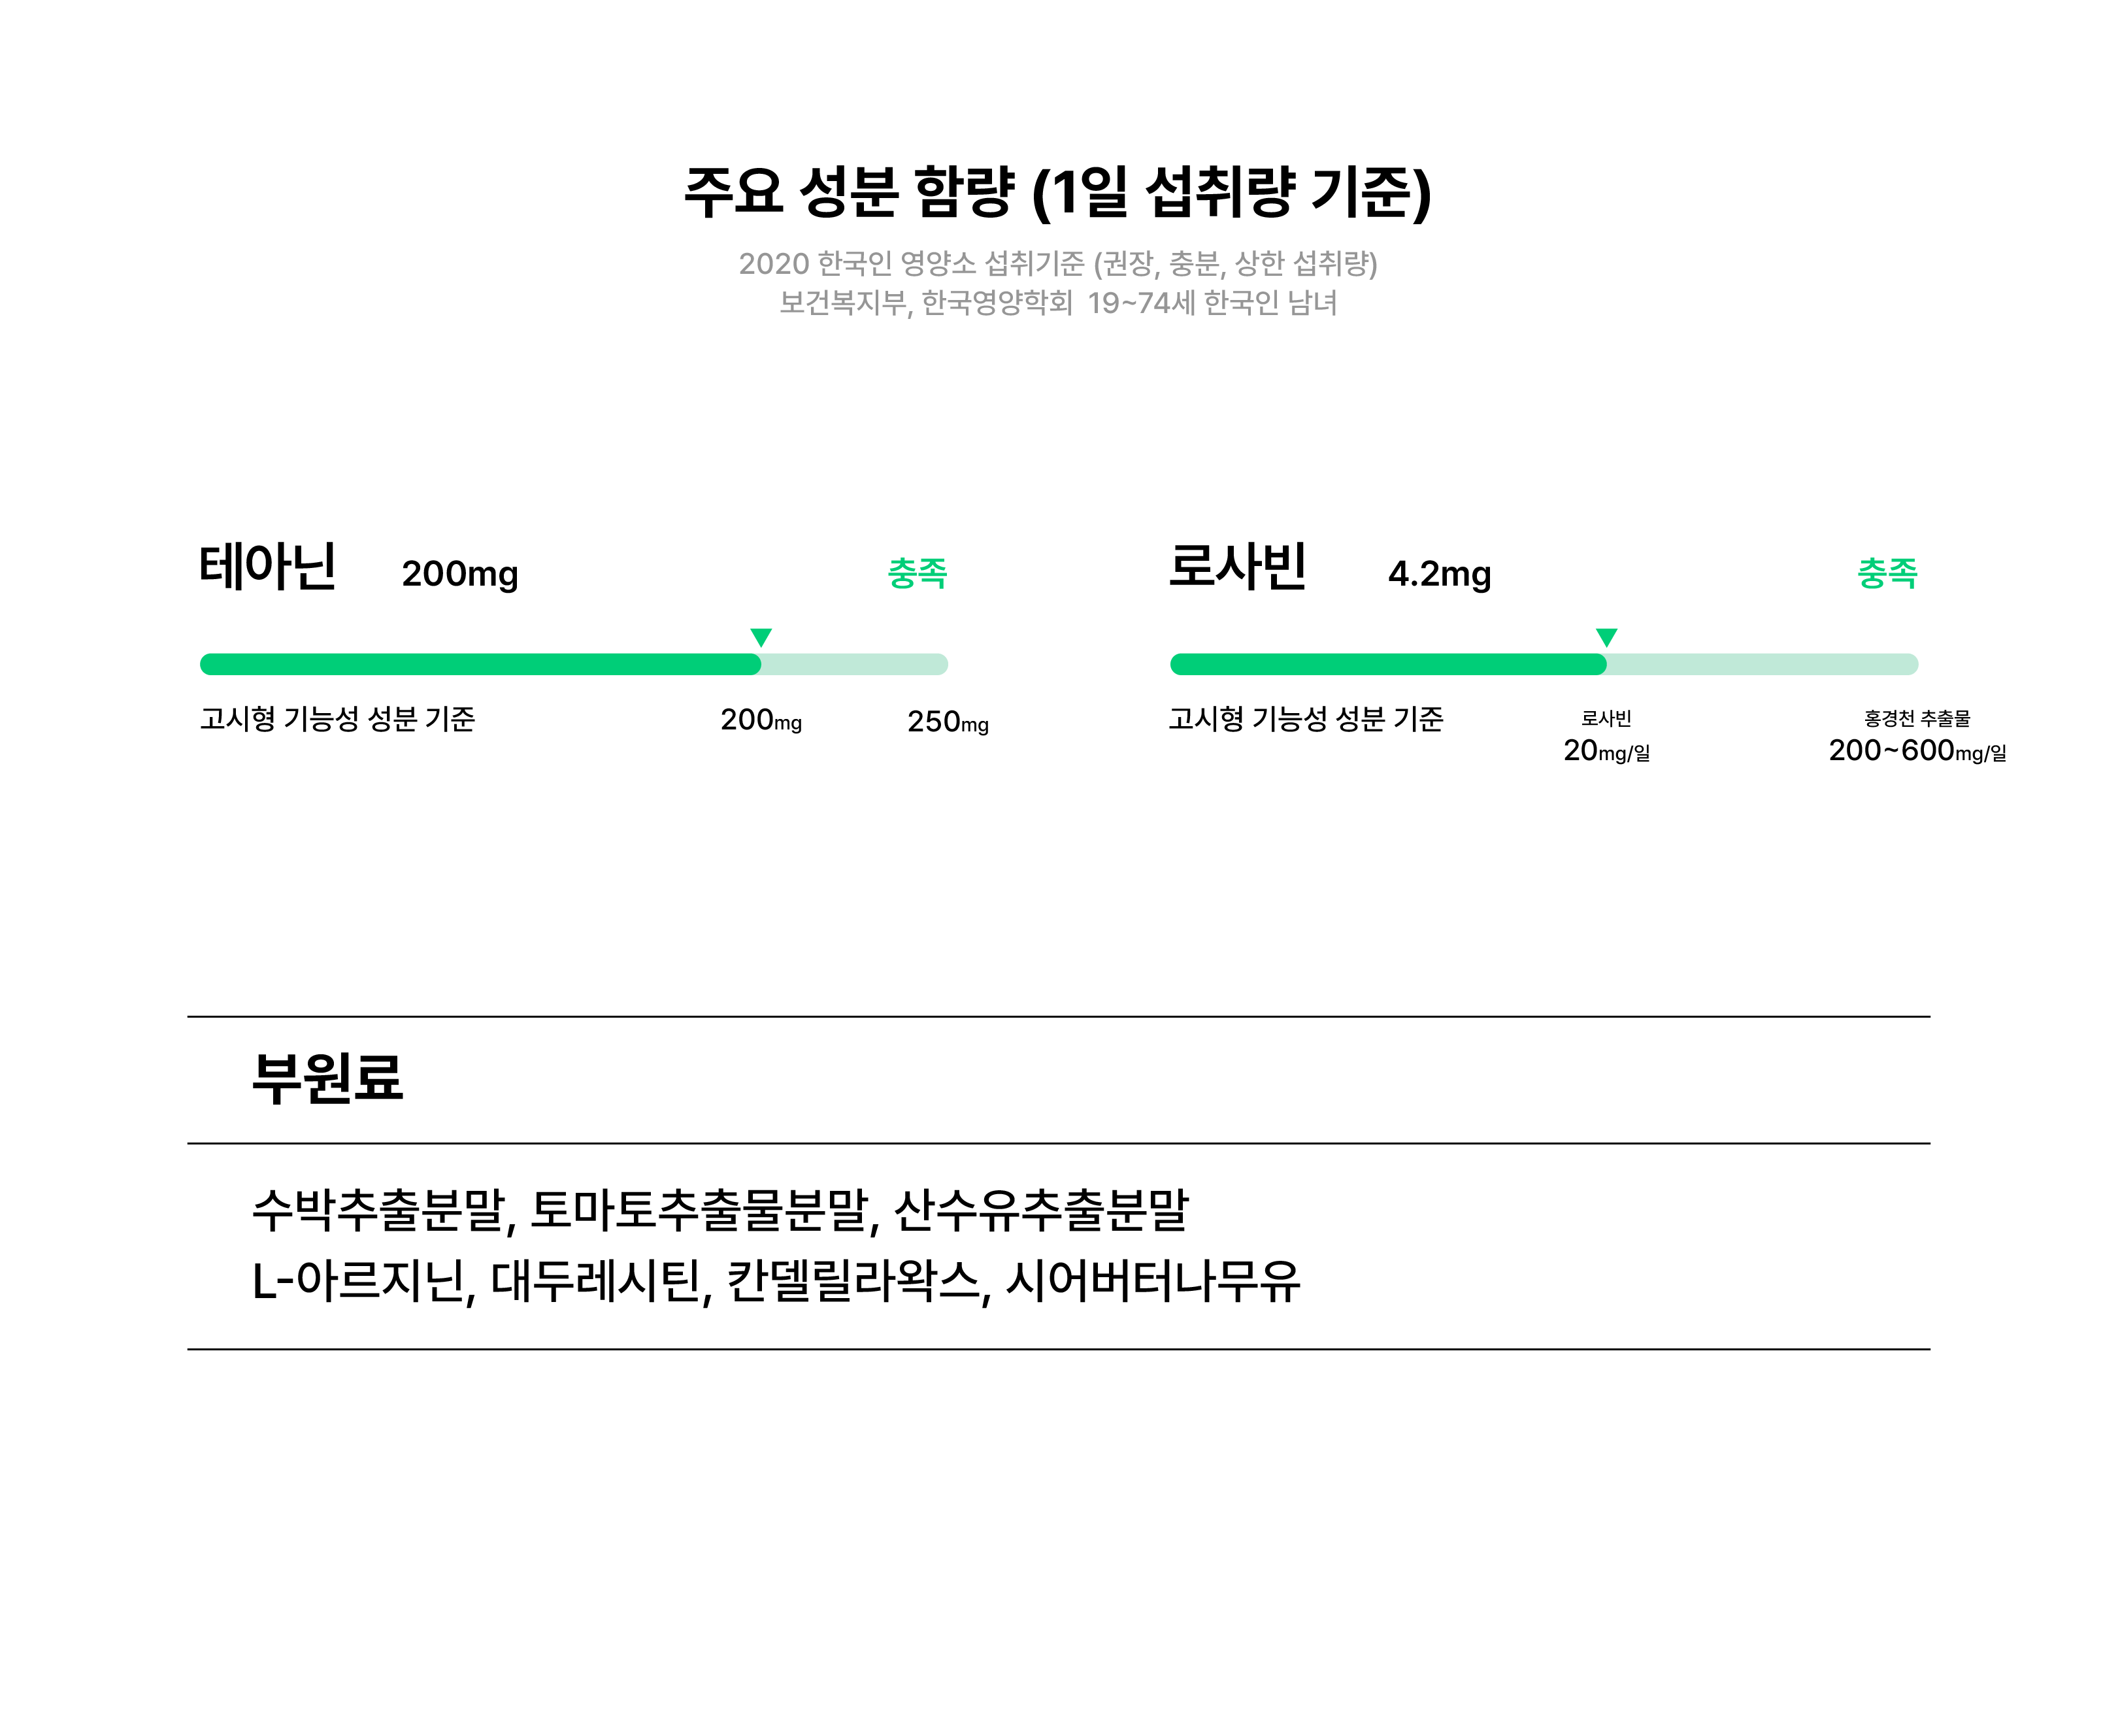 주요 성분 함량 (1일 섭취량 기준)
2020 한국인 영양소 섭취기준 (권장, 충분, 상한 섭취량)
보건복지부, 한국영양학회 19~74세 한국인 남녀
테아닌 200mg 충족
고시형 기능성 성분 기준 200mg 250mg
로사빈 4.2mg 충족
고시형 기능성 성분 기준
로사빈
20mg/일
홍경천 추출물
200~600mg/일
부원료
수박추출분말, 토마토추출물분말, 산수유추출분말
L-아르지닌, 대두레시틴, 칸델릴라왁스, 시어버터나무유